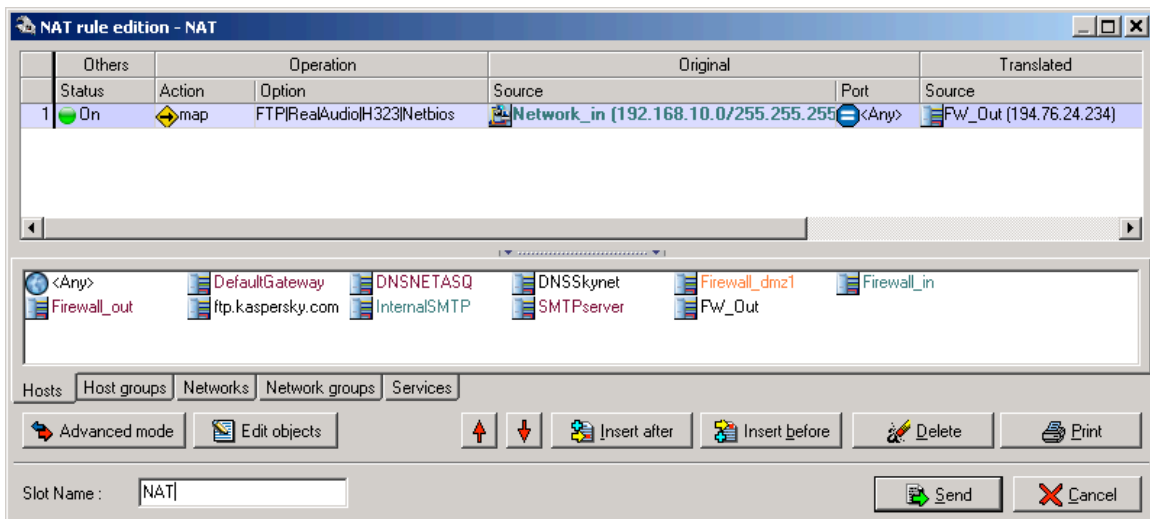 NAT rule edition - NAT
Others Operation Original Translated
Status Action Option Source Port Source
1 On map FTP|RealAudio|H323|Netbios Network_in (192.168.10.0/255.255.255 <Any> FW_Out (194.76.24.234)
<Any> DefaultGateway DNSNETASQ DNSSkynet Firewall_dmz1 Firewall_in
Firewall_out ftp.kaspersky.com InternalSMTP SMTPserver FW_Out
Hosts Host groups Networks Network groups Services
Advanced mode Edit objects Insert after Insert before Delete Print
Slot Name : NAT Send Cancel